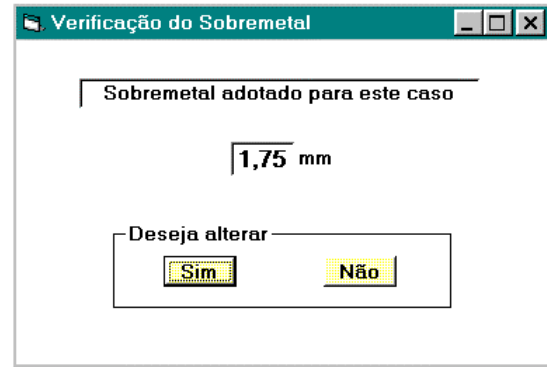 Verificação do Sobremetal
Sobremetal adotado para este caso
1,75 mm
Deseja alterar
Sim Não